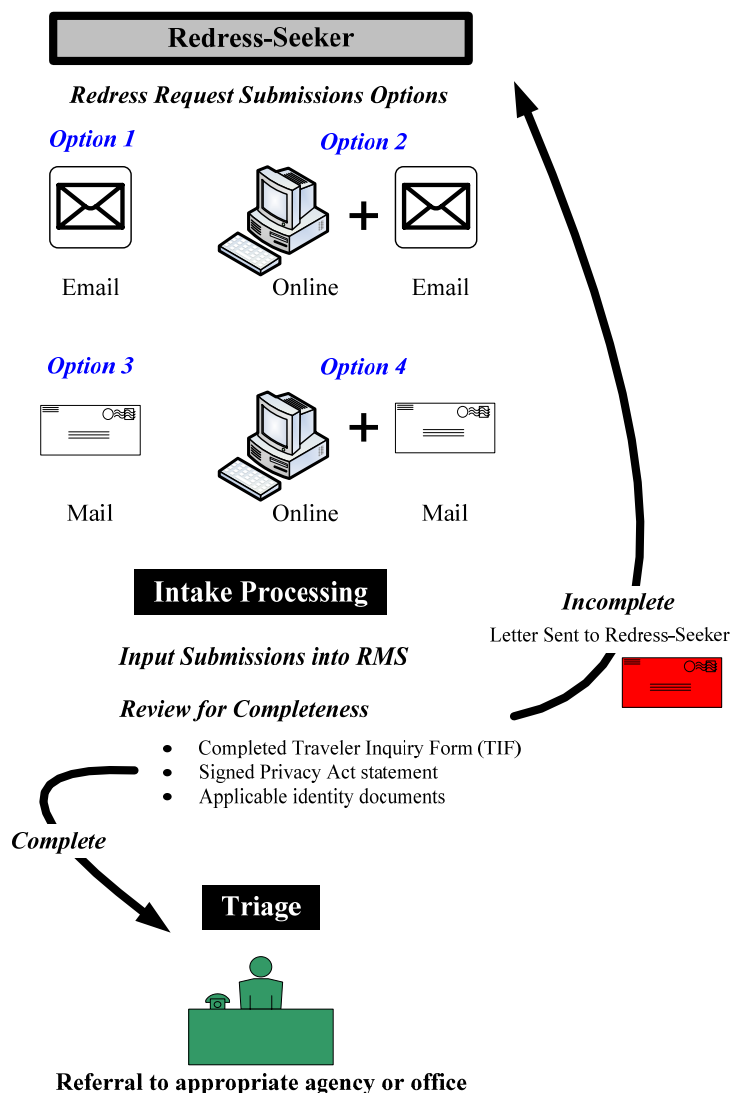 Redress-Seeker
Redress Request Submissions Options
Option 1
Option 2
+
Email
Online
Email
Option 3
Option 4
+
Mail
Online
Mail
Intake Processing
Incomplete
Letter Sent to Redress-Seeker
Input Submissions into RMS
Review for Completeness
• Completed Traveler Inquiry Form (TIF)
• Signed Privacy Act statement
• Applicable identity documents
Complete
Triage
Referral to appropriate agency or office